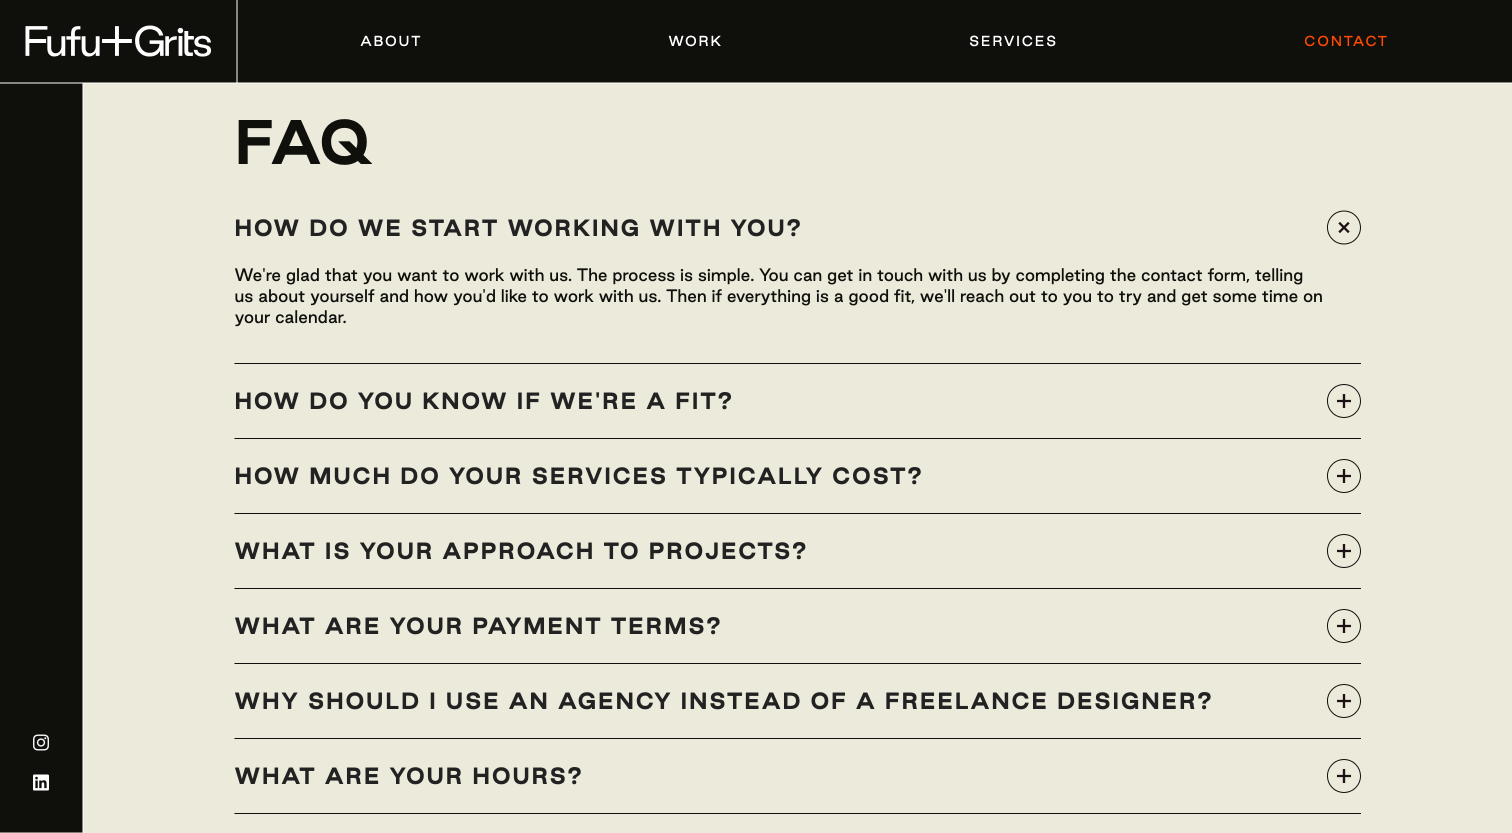 Fufu+Grits
ABOUT
WORK
SERVICES
CONTACT
FAQ
HOW DO WE START WORKING WITH YOU?
We're glad that you want to work with us. The process is simple. You can get in touch with us by completing the contact form, telling
us about yourself and how you'd like to work with us. Then if everything is a good fit, we'll reach out to you to try and get some time on
your calendar.
HOW DO YOU KNOW IF WE'RE A FIT?
HOW MUCH DO YOUR SERVICES TYPICALLY COST?
WHAT IS YOUR APPROACH TO PROJECTS?
WHAT ARE YOUR PAYMENT TERMS?
WHY SHOULD I USE AN AGENCY INSTEAD OF A FREELANCE DESIGNER?
WHAT ARE YOUR HOURS?